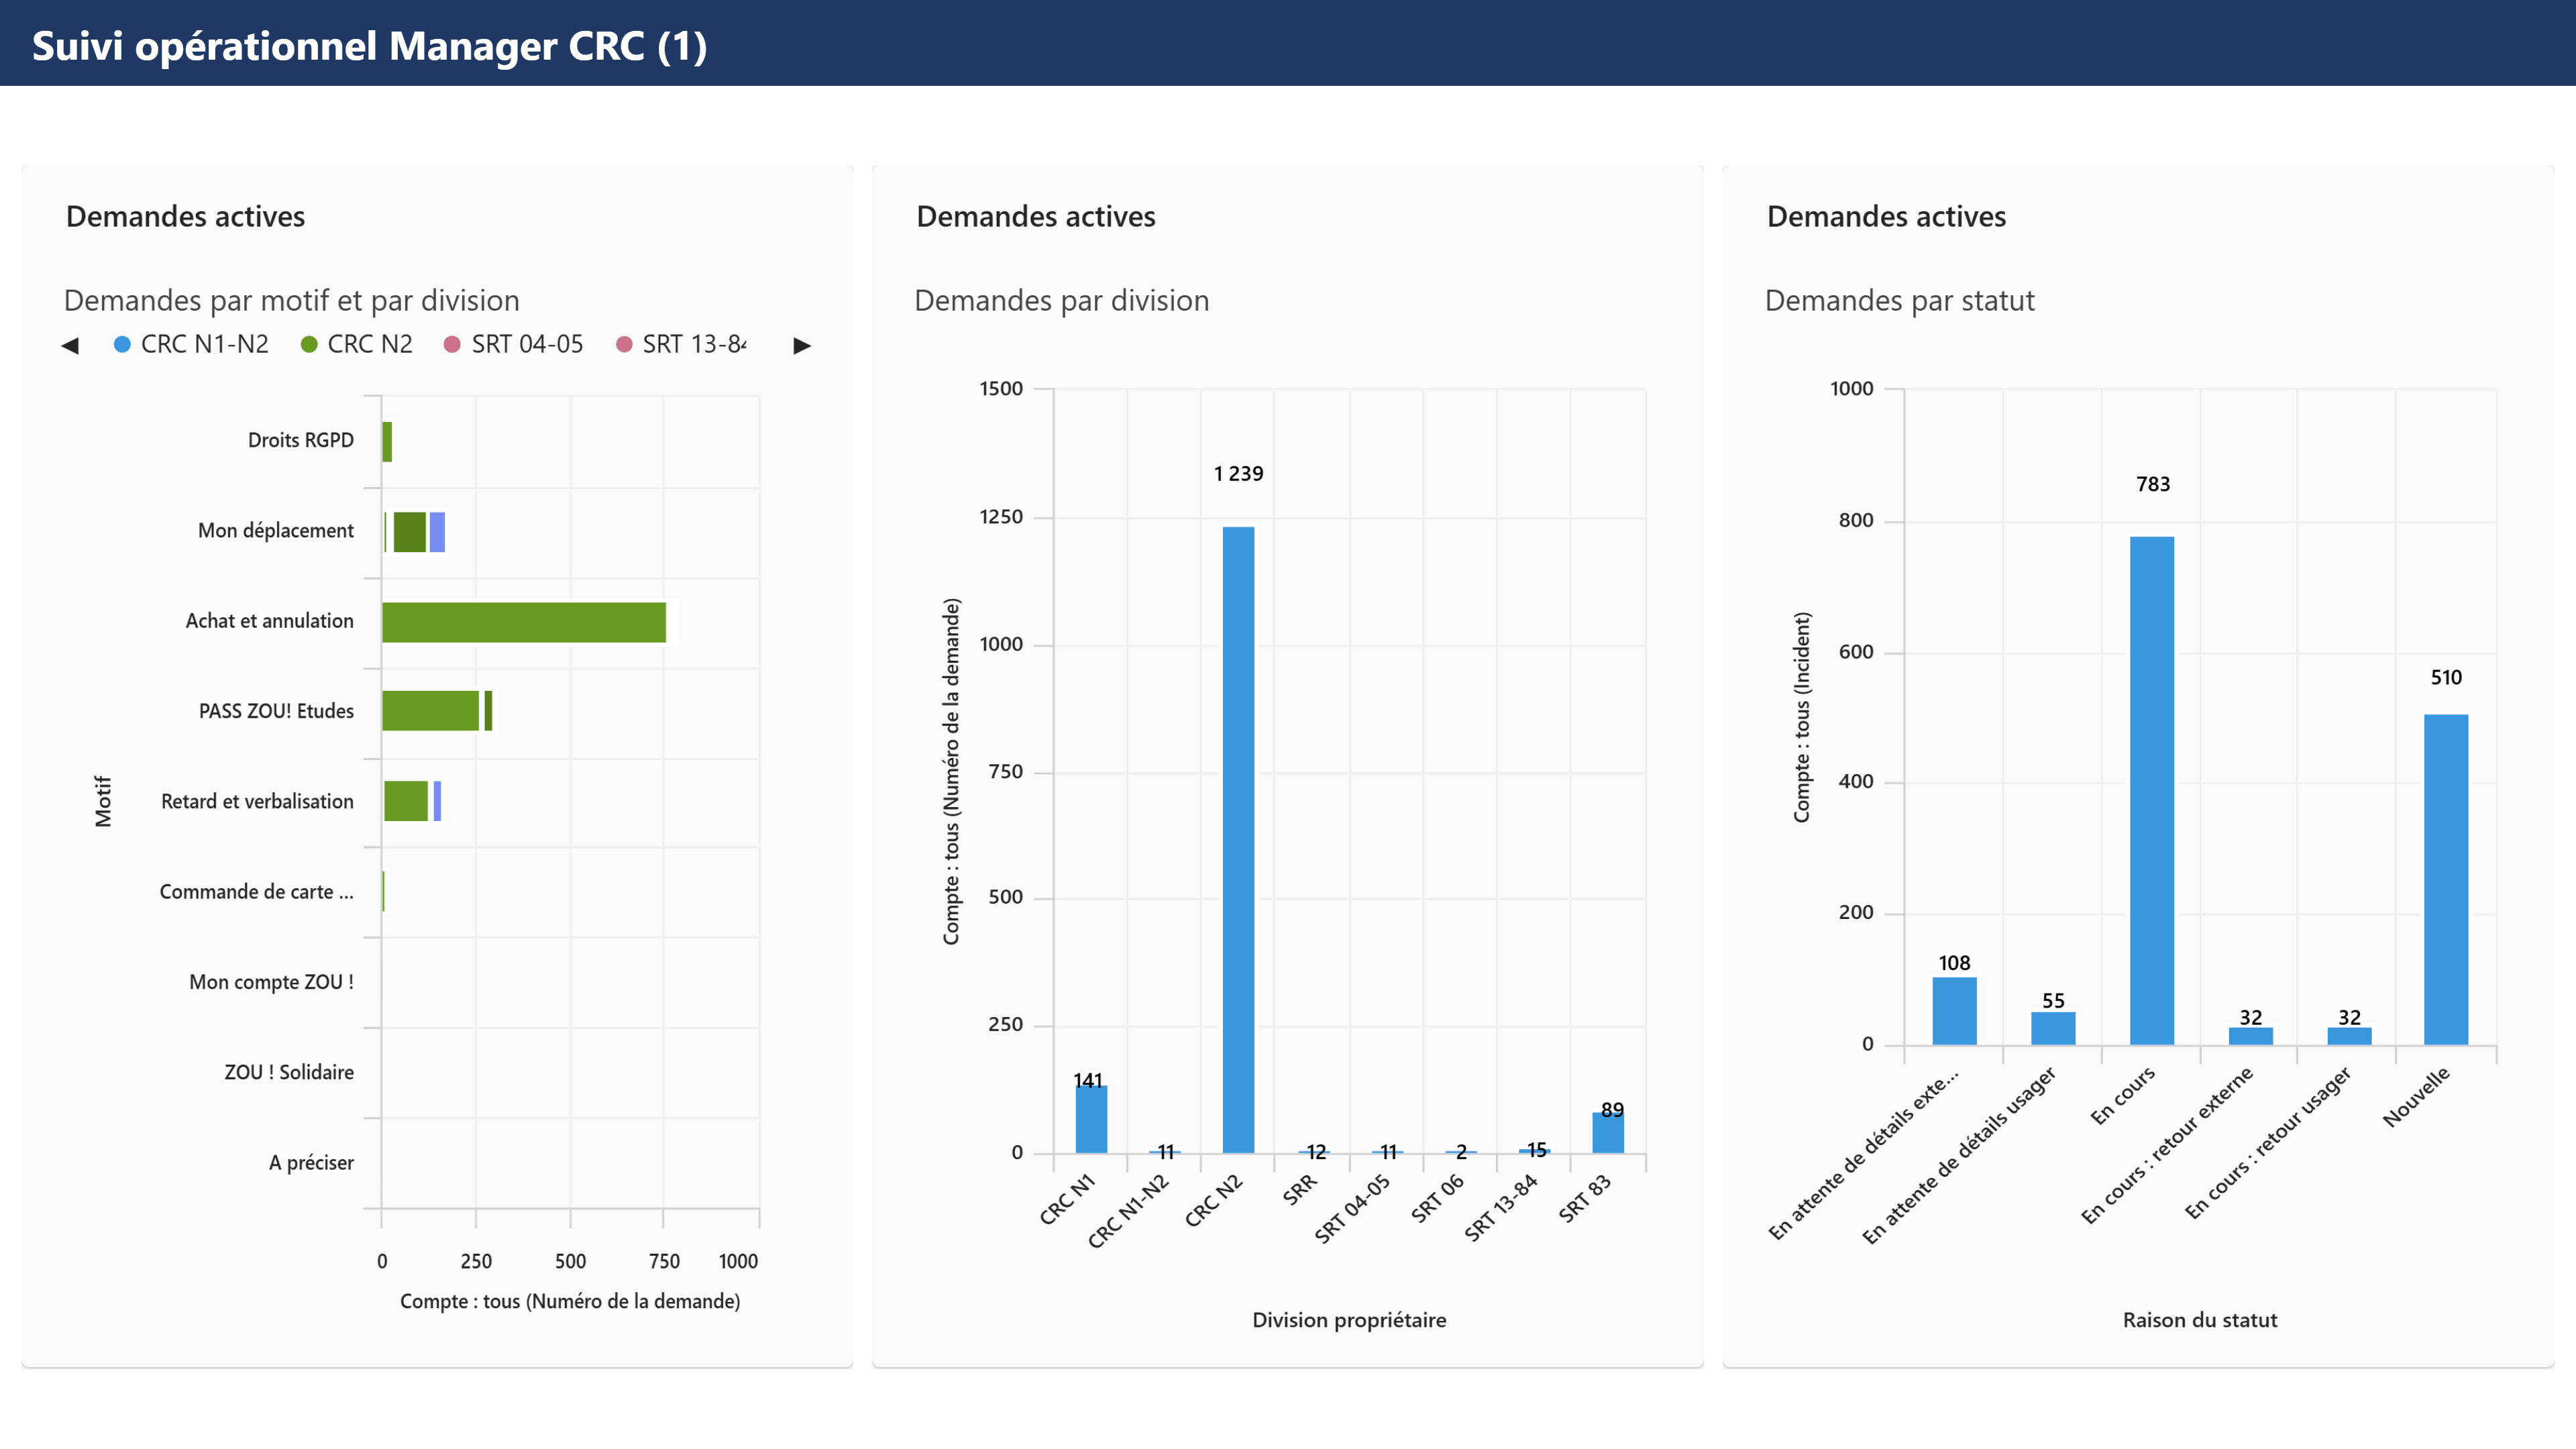 Suivi opérationnel Manager CRC (1)
Demandes actives
Demandes par motif et par division
◀ CRC N1-N2 CRC N2 SRT 04-05 SRT 13-84 ▶
Motif
Droits RGPD
Mon déplacement
Achat et annulation
PASS ZOU! Etudes
Retard et verbalisation
Commande de carte ...
Mon compte ZOU !
ZOU ! Solidaire
A préciser
0 250 500 750 1000
Compte : tous (Numéro de la demande)
Demandes actives
Demandes par division
Compte : tous (Numéro de la demande)
1500
1250
1000
750
500
250
0
141 11 1 239 12 11 2 15 89
CRC N1 CRC N1-N2 CRC N2 SRR SRT 04-05 SRT 06 SRT 13-84 SRT 83
Division propriétaire
Demandes actives
Demandes par statut
Compte : tous (Incident)
1000
800
600
400
200
0
108 55 783 32 32 510
En attente de détails exte...
En attente de détails usager
En cours
En cours : retour externe
En cours : retour usager
Nouvelle
Raison du statut